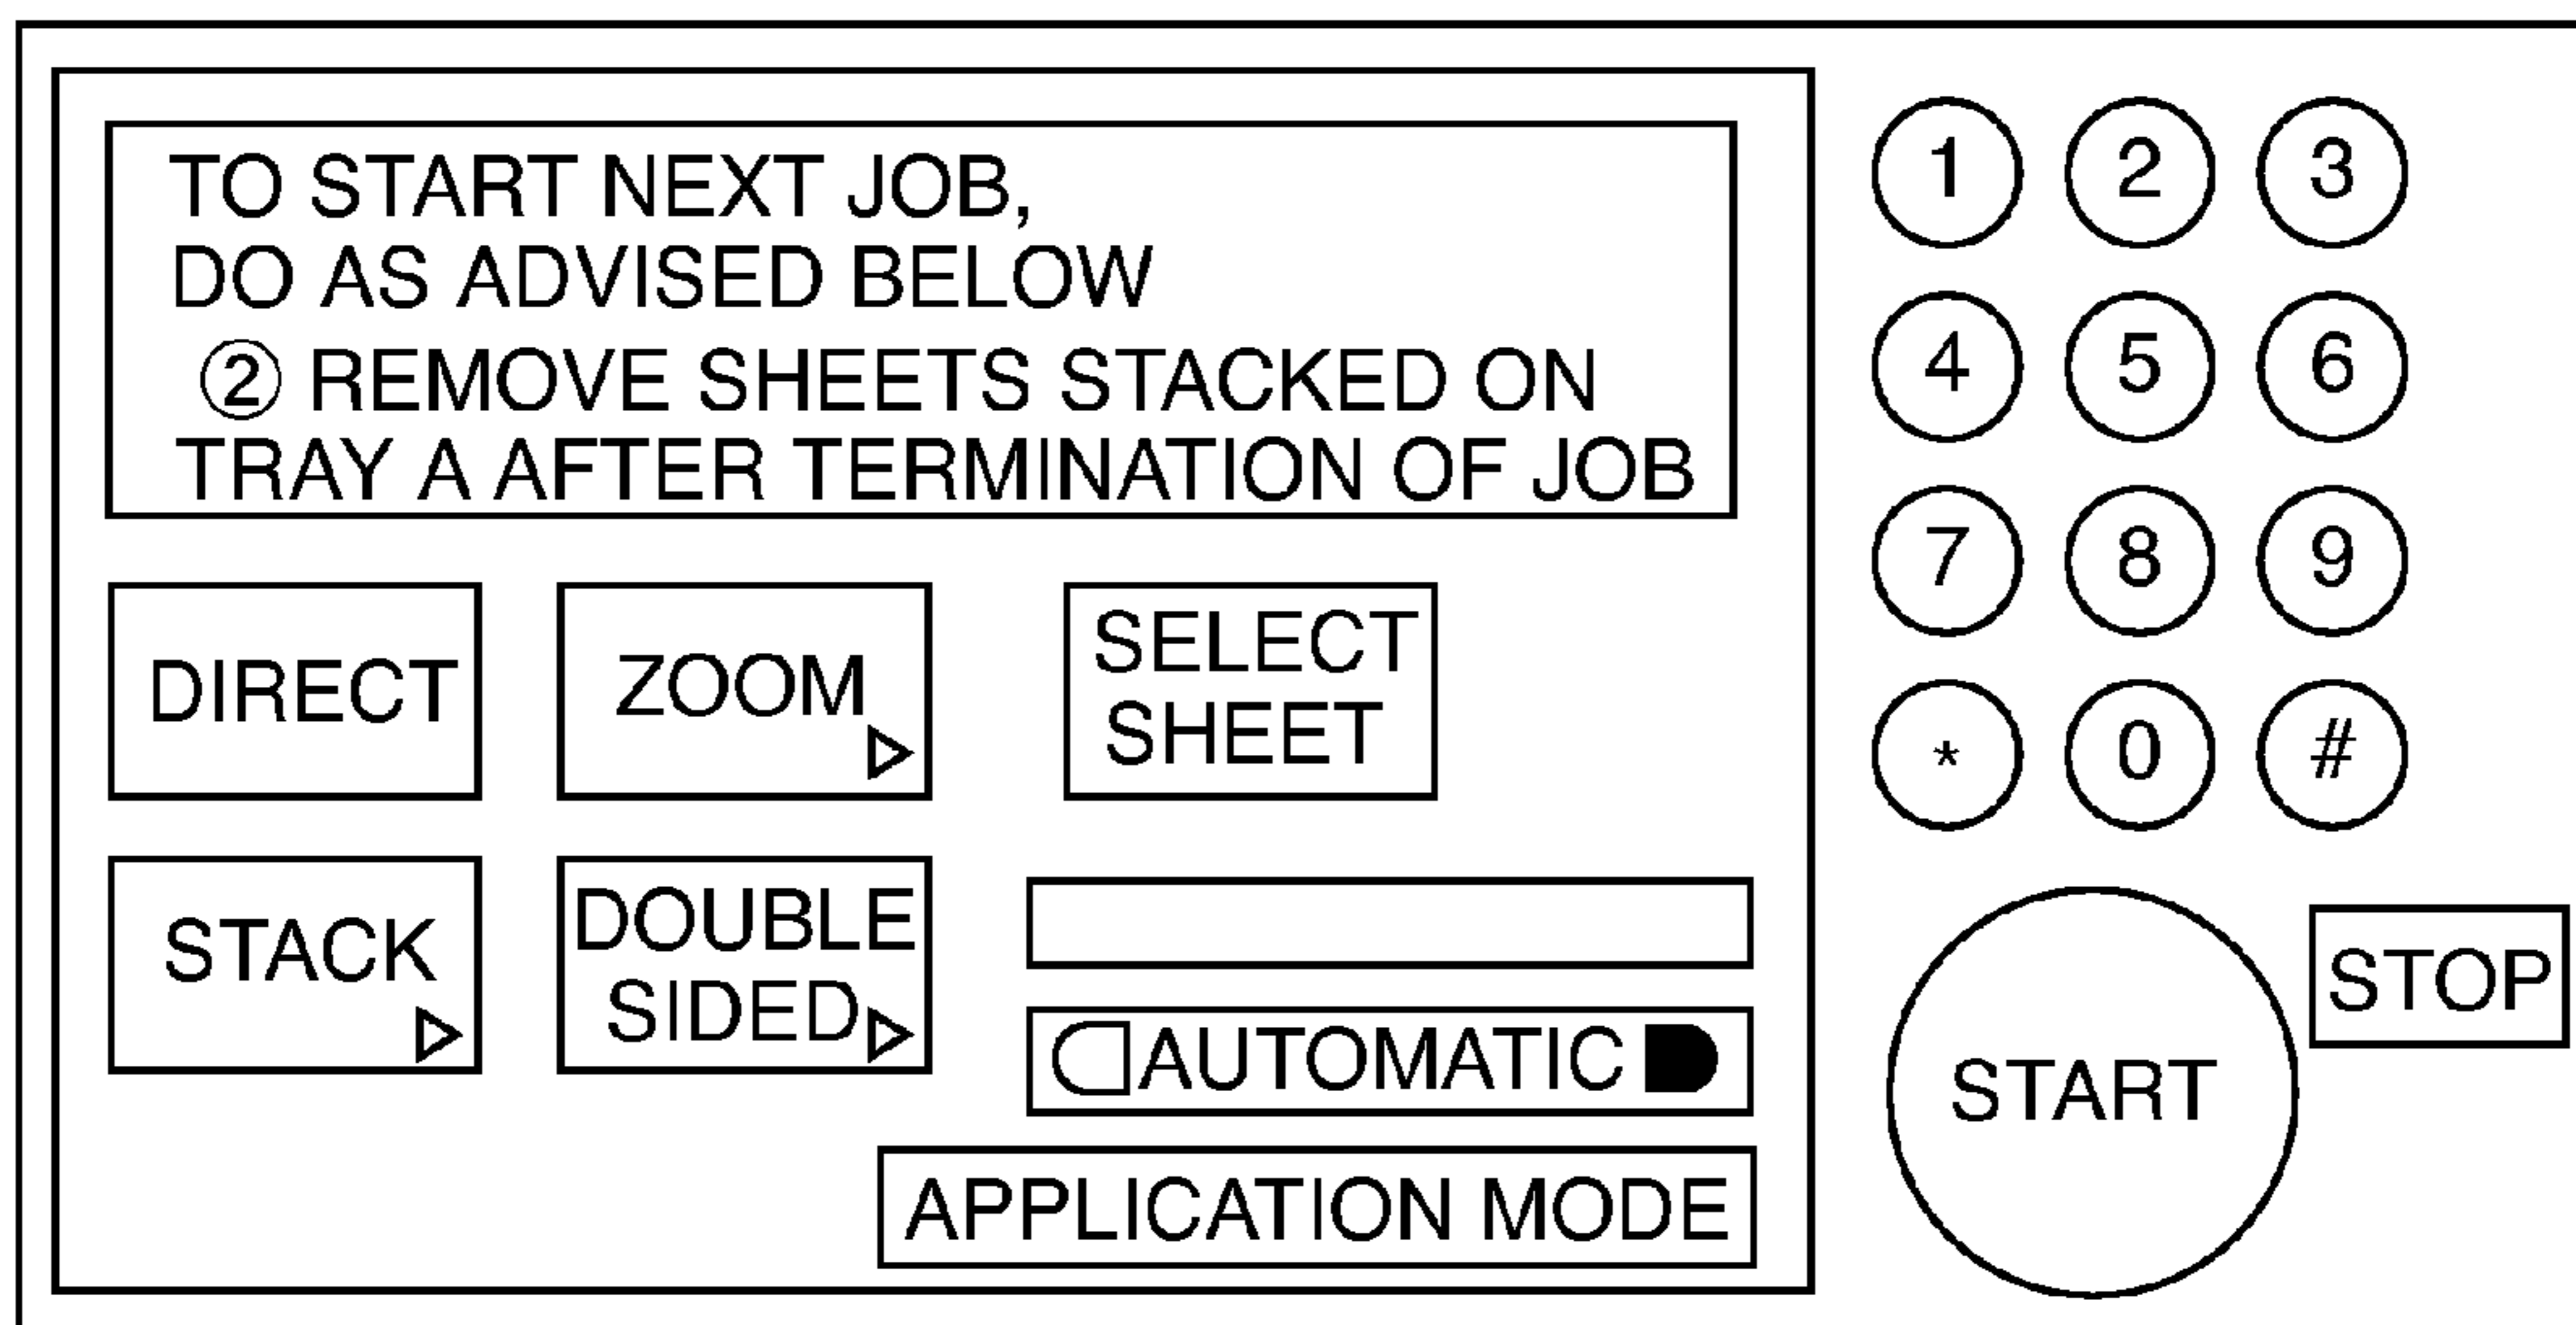 TO START NEXT JOB,
DO AS ADVISED BELOW
② REMOVE SHEETS STACKED ON
TRAY A AFTER TERMINATION OF JOB
DIRECT
ZOOM
SELECT
SHEET
STACK
DOUBLE
SIDED
AUTOMATIC
APPLICATION MODE
1 2 3
4 5 6
7 8 9
* 0 #
START
STOP